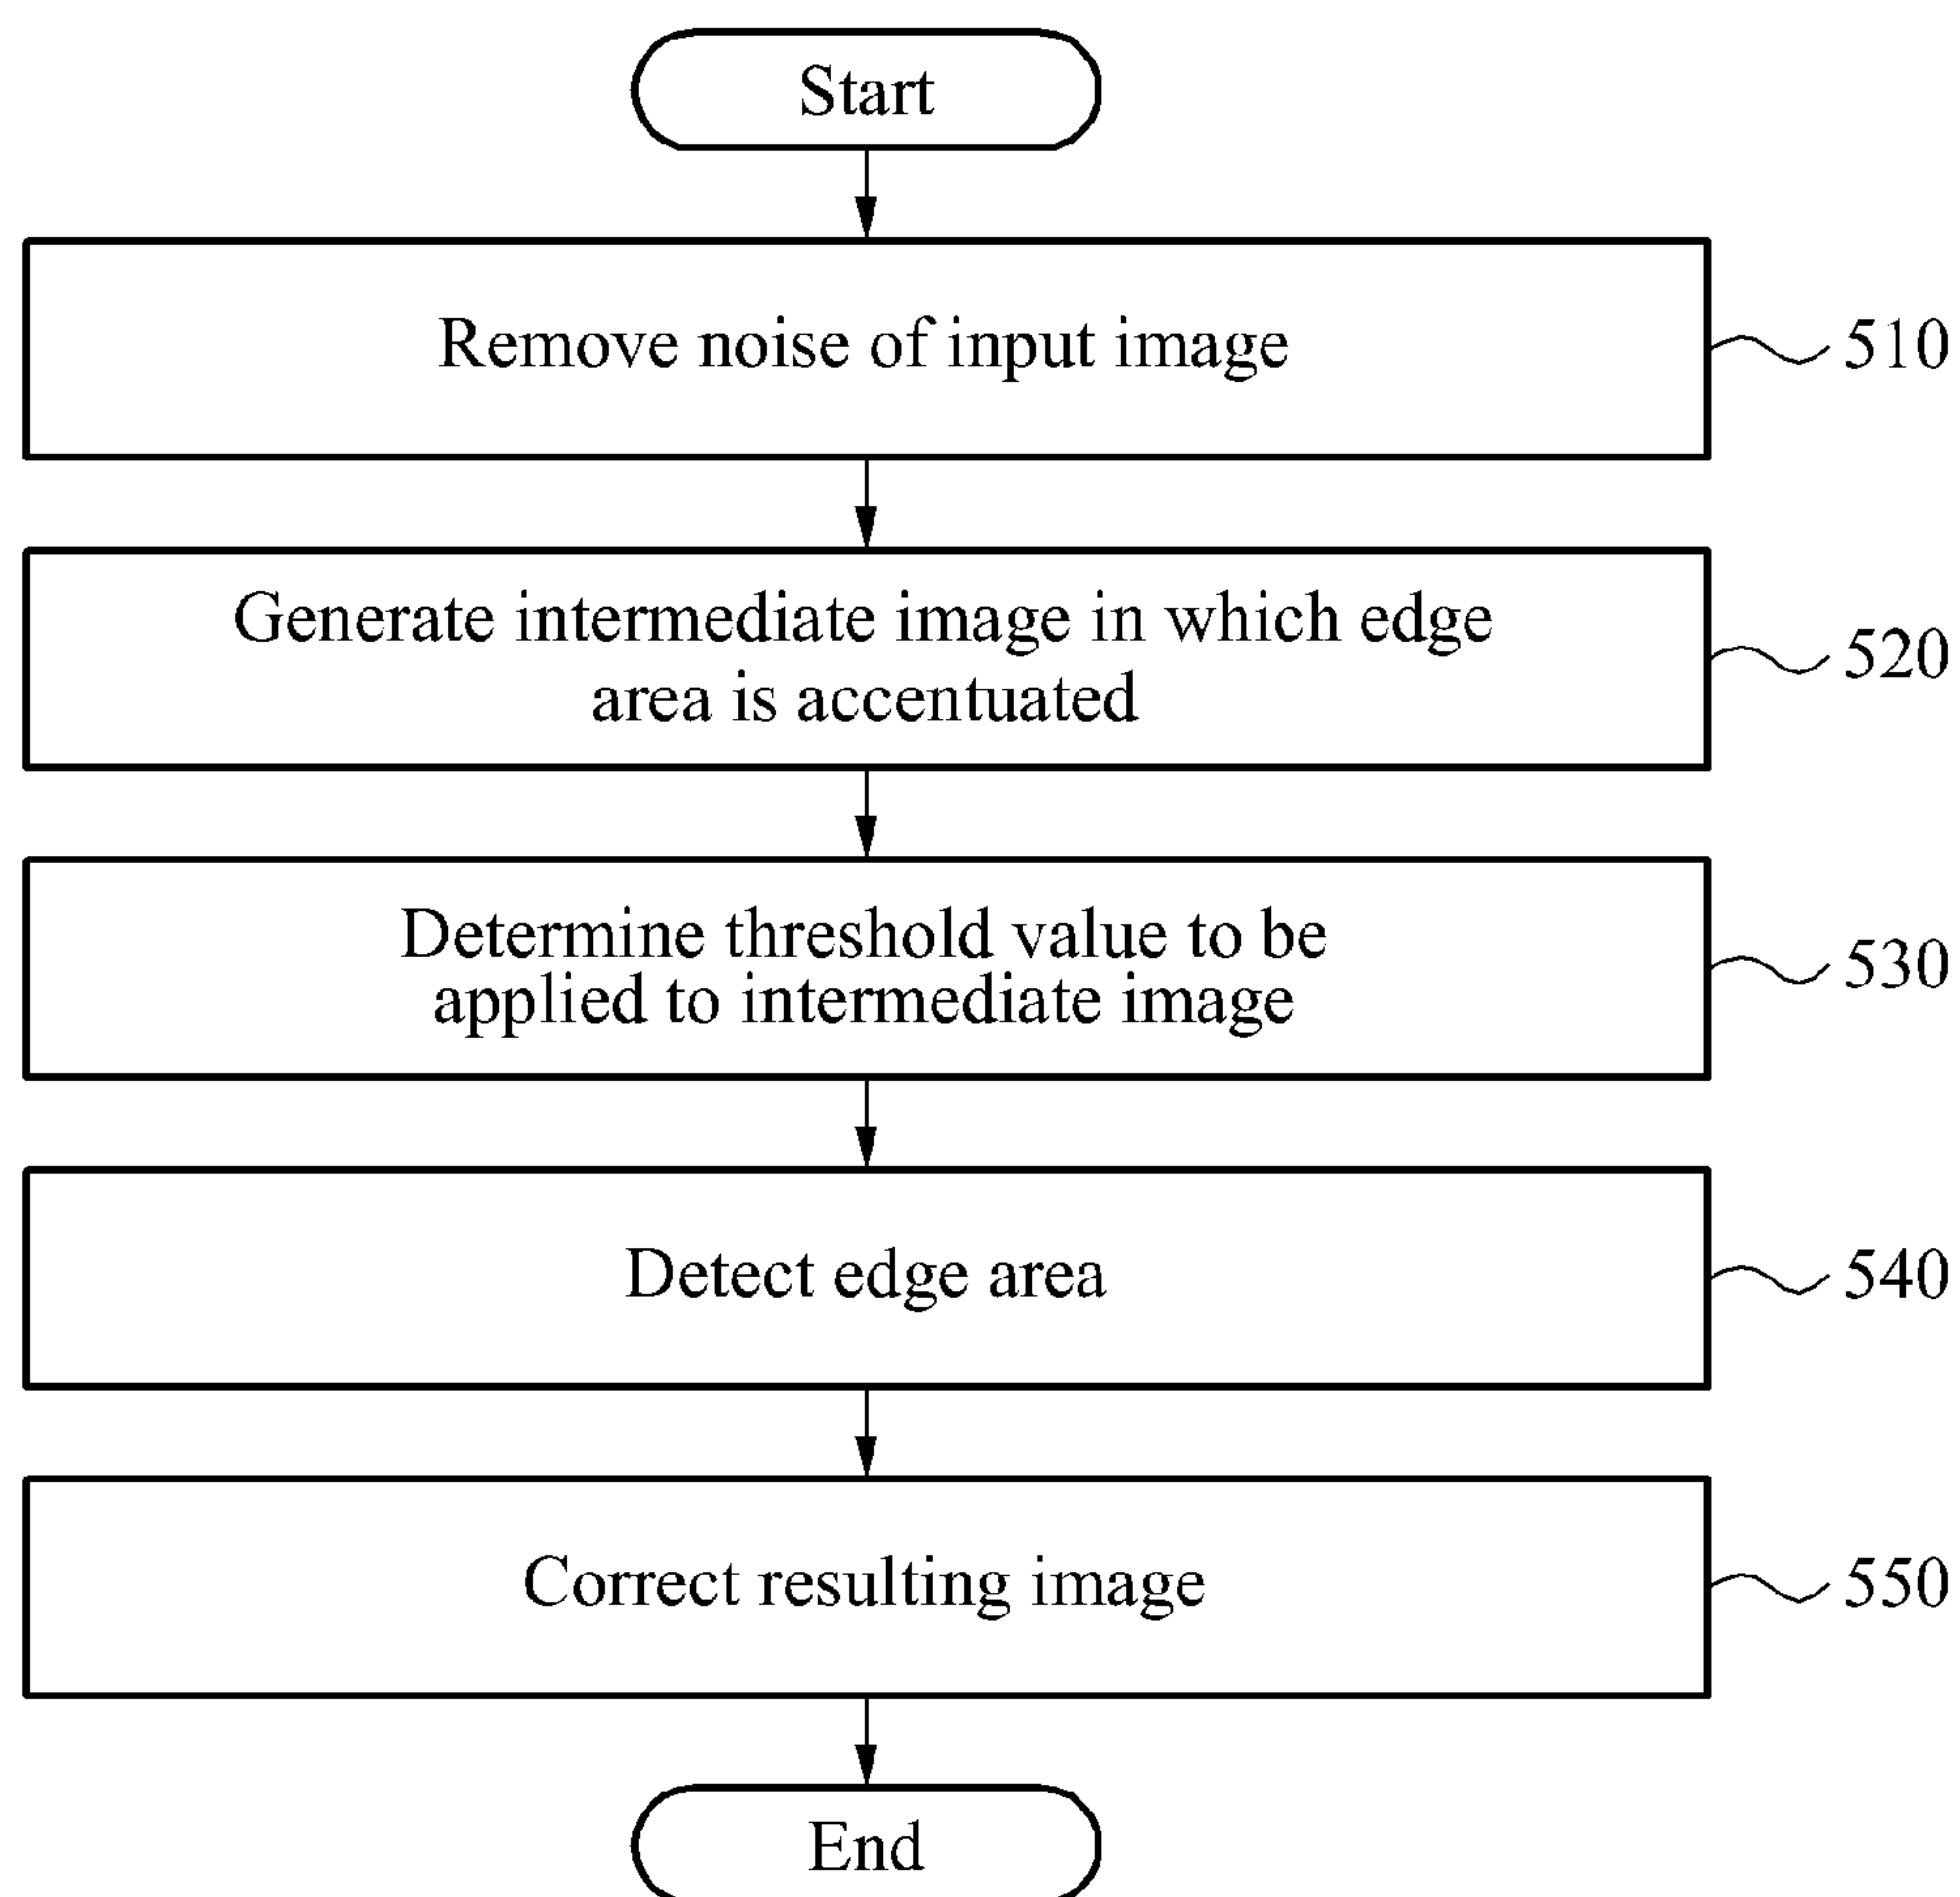 Start
Remove noise of input image
510
Generate intermediate image in which edge
area is accentuated
520
Determine threshold value to be
applied to intermediate image
530
Detect edge area
540
Correct resulting image
550
End